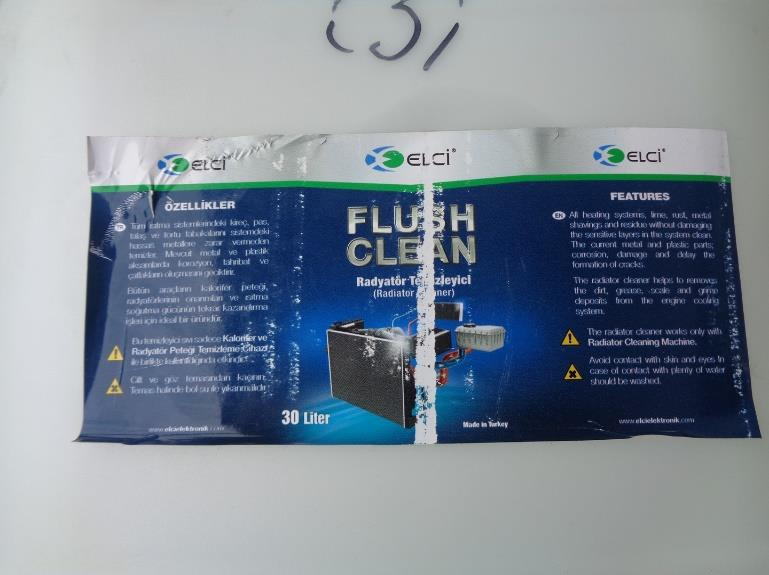 (3)
ELCİ®
ÖZELLİKLER
TR Tüm ısıtma sistemlerindeki kireç, pas,
talaş ve tortu tabakalarını sistemdeki
hassas metallere zarar vermeden
temizler. Mevcut metal ve plastik
aksamlarda korozyon, tahribat ve
çatlakların oluşmasını geciktirir.
Bütün araçların kalorifer peteği,
radyatörlerinin onarımları ve ısıtma
soğutma gücünün tekrar kazandırma
işleri için ideal bir üründür.
Bu temizleyici sıvı sadece Kalorifer ve
Radyatör Peteği Temizleme Cihazı
ile birlikte kullanıldığında etkindir.
Cilt ve göz temasından kaçının.
Temas halinde bol su ile yıkanmalıdır.
www.elcielektronik.com
ELCİ®
FLUSH
CLEAN
Radyatör Temizleyici
(Radiator Cleaner)
30 Liter
Made in Turkey
ELCİ®
FEATURES
EN All heating systems, lime, rust, metal
shavings and residue without damaging
the sensitive layers in the system clean.
The current metal and plastic parts;
corrosion, damage and delay the
formation of cracks.
The radiator cleaner helps to removes
the dirt, grease, scale and grime
deposits from the engine cooling
system.
The radiator cleaner works only with
Radiator Cleaning Machine.
Avoid contact with skin and eyes In
case of contact with plenty of water
should be washed.
www.elcielektronik.com